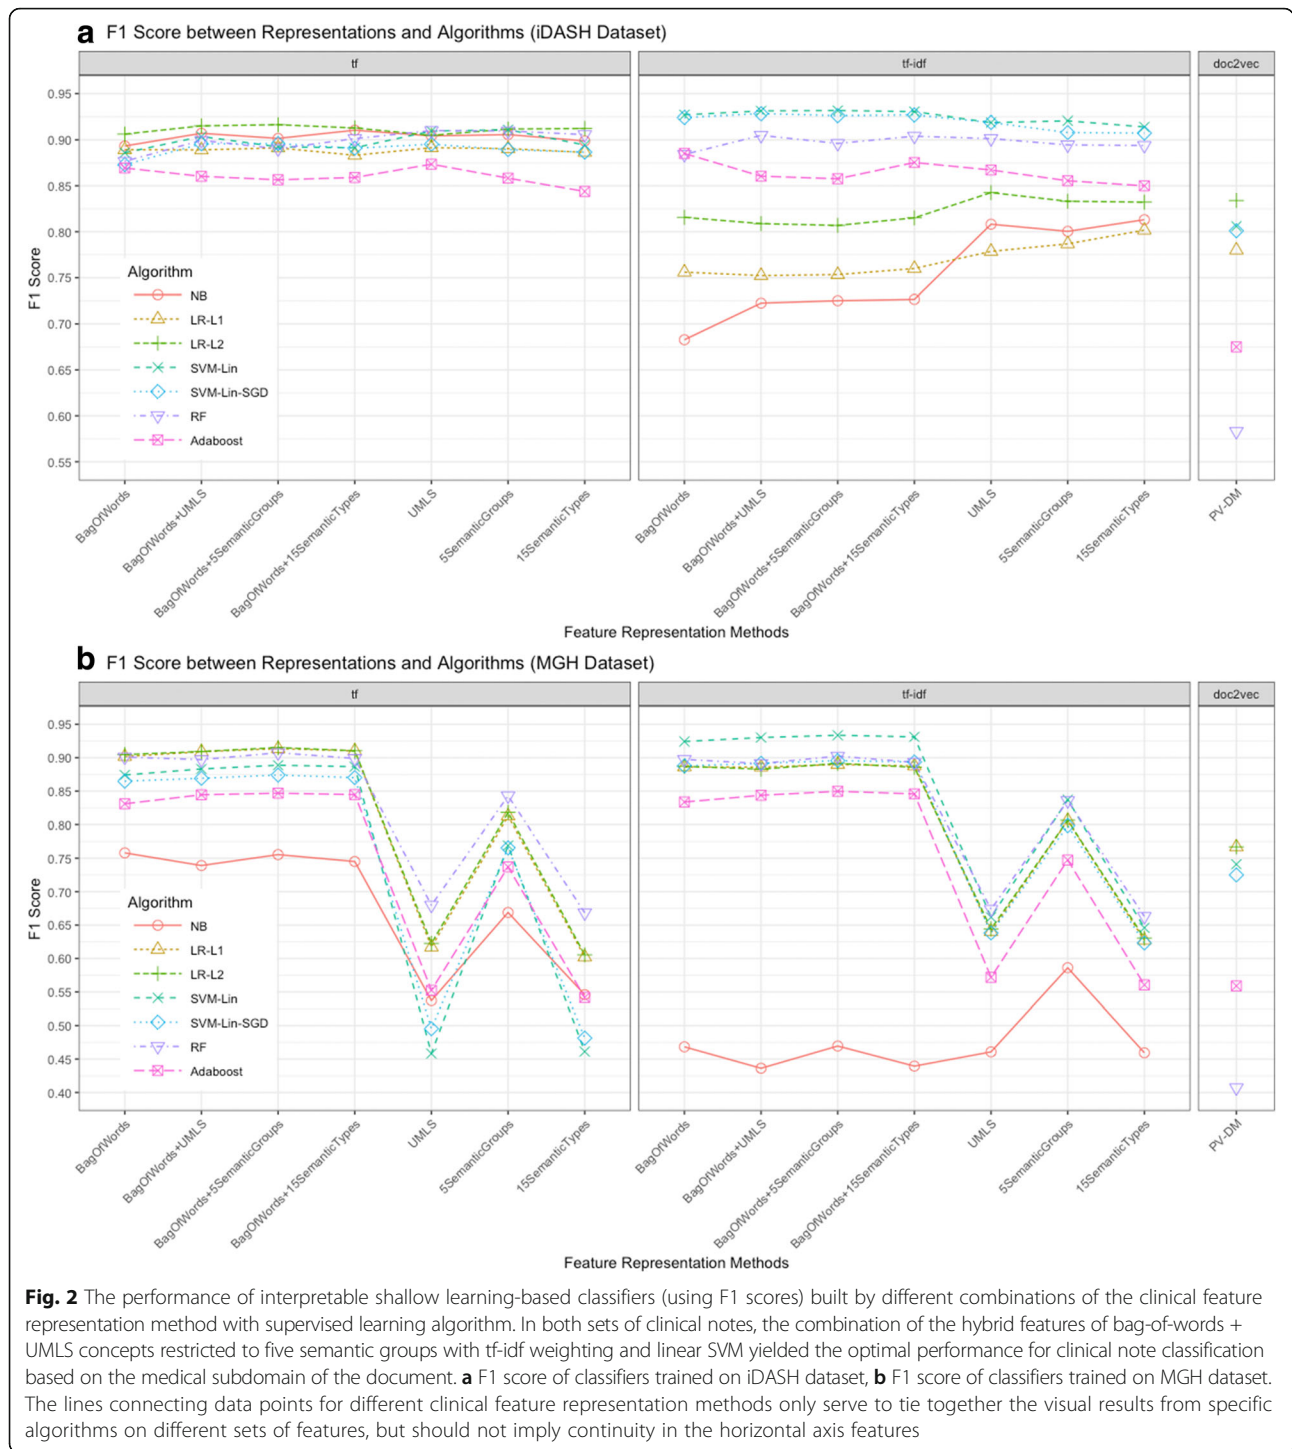 a F1 Score between Representations and Algorithms (iDASH Dataset)
tf
tf-idf
doc2vec
0.95
0.90
0.85
0.80
0.75
0.70
0.65
0.60
0.55
F1 Score
Algorithm
NB
LR-L1
LR-L2
SVM-Lin
SVM-Lin-SGD
RF
Adaboost
BagOfWords
BagOfWords+UMLS
BagOfWords+5SemanticGroups
BagOfWords+15SemanticTypes
UMLS
5SemanticGroups
15SemanticTypes
BagOfWords
BagOfWords+UMLS
BagOfWords+5SemanticGroups
BagOfWords+15SemanticTypes
UMLS
5SemanticGroups
15SemanticTypes
PV-DM
Feature Representation Methods
b F1 Score between Representations and Algorithms (MGH Dataset)
tf
tf-idf
doc2vec
0.95
0.90
0.85
0.80
0.75
0.70
0.65
0.60
0.55
0.50
0.45
0.40
F1 Score
Algorithm
NB
LR-L1
LR-L2
SVM-Lin
SVM-Lin-SGD
RF
Adaboost
BagOfWords
BagOfWords+UMLS
BagOfWords+5SemanticGroups
BagOfWords+15SemanticTypes
UMLS
5SemanticGroups
15SemanticTypes
BagOfWords
BagOfWords+UMLS
BagOfWords+5SemanticGroups
BagOfWords+15SemanticTypes
UMLS
5SemanticGroups
15SemanticTypes
PV-DM
Feature Representation Methods
Fig. 2 The performance of interpretable shallow learning-based classifiers (using F1 scores) built by different combinations of the clinical feature
representation method with supervised learning algorithm. In both sets of clinical notes, the combination of the hybrid features of bag-of-words +
UMLS concepts restricted to five semantic groups with tf-idf weighting and linear SVM yielded the optimal performance for clinical note classification
based on the medical subdomain of the document. a F1 score of classifiers trained on iDASH dataset, b F1 score of classifiers trained on MGH dataset.
The lines connecting data points for different clinical feature representation methods only serve to tie together the visual results from specific
algorithms on different sets of features, but should not imply continuity in the horizontal axis features